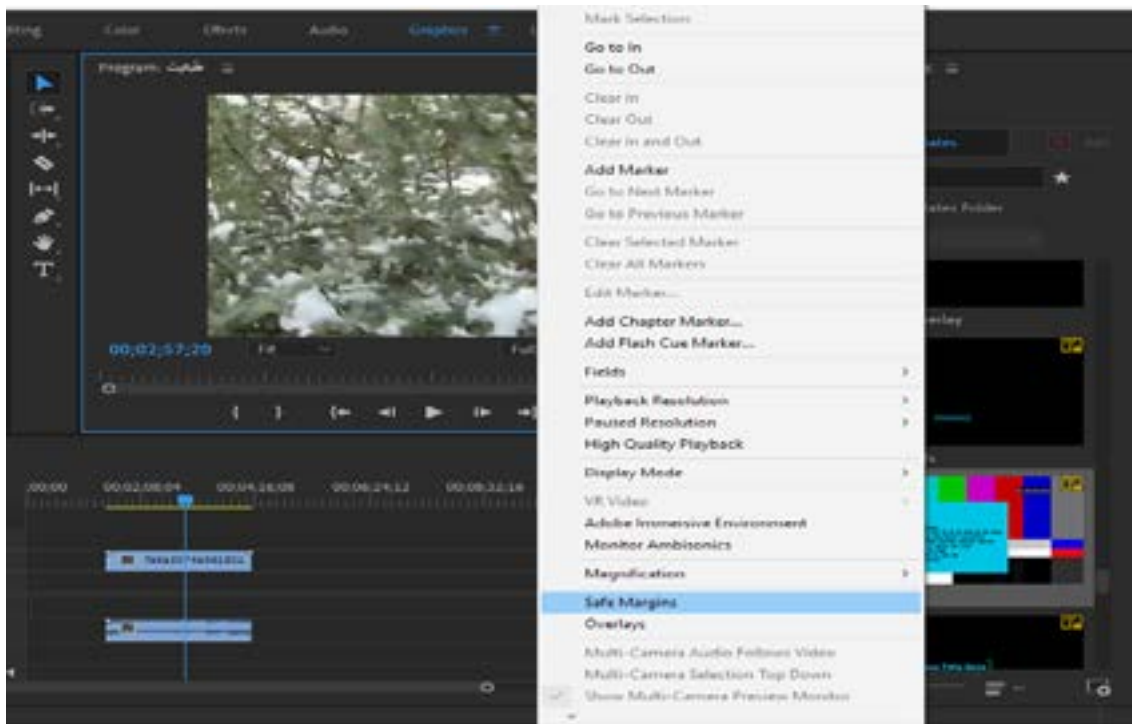 Color
Effects
Audio
Graphics
Program:
00;02;57;20
Fit
T
;00;00
00;02;08;04
00;04;16;08
00;06;24;12
00;08;32;16
Mark Selection
Go to In
Go to Out
Clear In
Clear Out
Clear In and Out
Add Marker
Go to Next Marker
Go to Previous Marker
Clear Selected Marker
Clear All Markers
Edit Marker...
Add Chapter Marker...
Add Flash Cue Marker...
Fields
Playback Resolution
Paused Resolution
High Quality Playback
Display Mode
VR Video
Adobe Immersive Environment
Monitor Ambisonics
Magnification
Safe Margins
Overlays
Multi-Camera Audio Follows Video
Multi-Camera Selection Top Down
Show Multi-Camera Preview Monitor
Folder